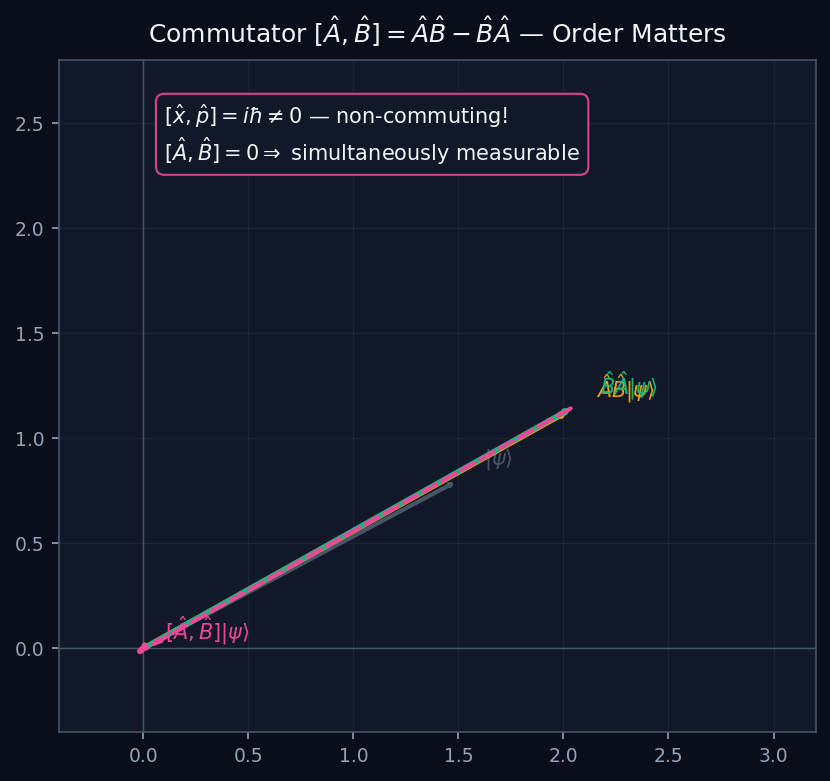 Commutator [Â, B̂] = ÂB̂ − B̂Â — Order Matters
[x̂, p̂] = iħ ≠ 0 — non-commuting!
[Â, B̂] = 0 ⇒ simultaneously measurable
2.5
2.0
1.5
B̂Â|ψ⟩
ÂB̂|ψ⟩
1.0
|ψ⟩
0.5
[Â, B̂]|ψ⟩
0.0
0.0 0.5 1.0 1.5 2.0 2.5 3.0